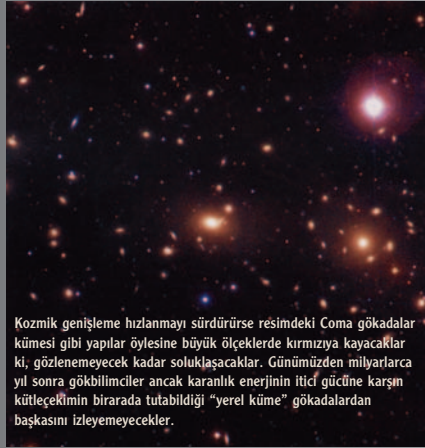 Kozmik genişleme hızlanmayı sürdürürse resimdeki Coma gökadalar
kümesi gibi yapılar öylesine büyük ölçeklerde kırmızıya kayacaklar
ki, gözlenemeyecek kadar soluklaşacaklar. Günümüzden milyarlarca
yıl sonra gökbilimciler ancak karanlık enerjinin itici gücüne karşın
kütleçekimin birarada tutabildiği “yerel küme” gökadalardan
başkasını izleyemeyecekler.